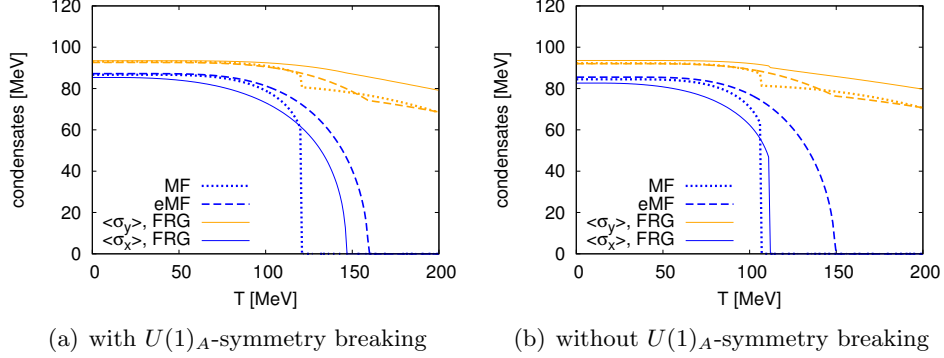 120
100
80
60
40
20
0
condensates [MeV]
MF
eMF
<σy>, FRG
<σx>, FRG
0
50
100
150
200
T [MeV]
(a) with U(1)A-symmetry breaking
120
100
80
60
40
20
0
condensates [MeV]
MF
eMF
<σy>, FRG
<σx>, FRG
0
50
100
150
200
T [MeV]
(b) without U(1)A-symmetry breaking